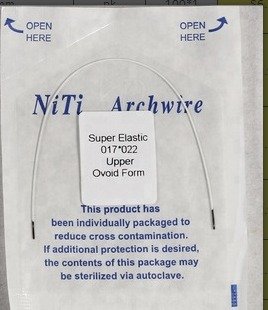 OPEN
HERE
OPEN
HERE
NiTi Archwire
Super Elastic
017*022
Upper
Ovoid Form
This product has
been individually packaged to
reduce cross contamination.
If additional protection is desired,
the contents of this package may
be sterilized via autoclave.